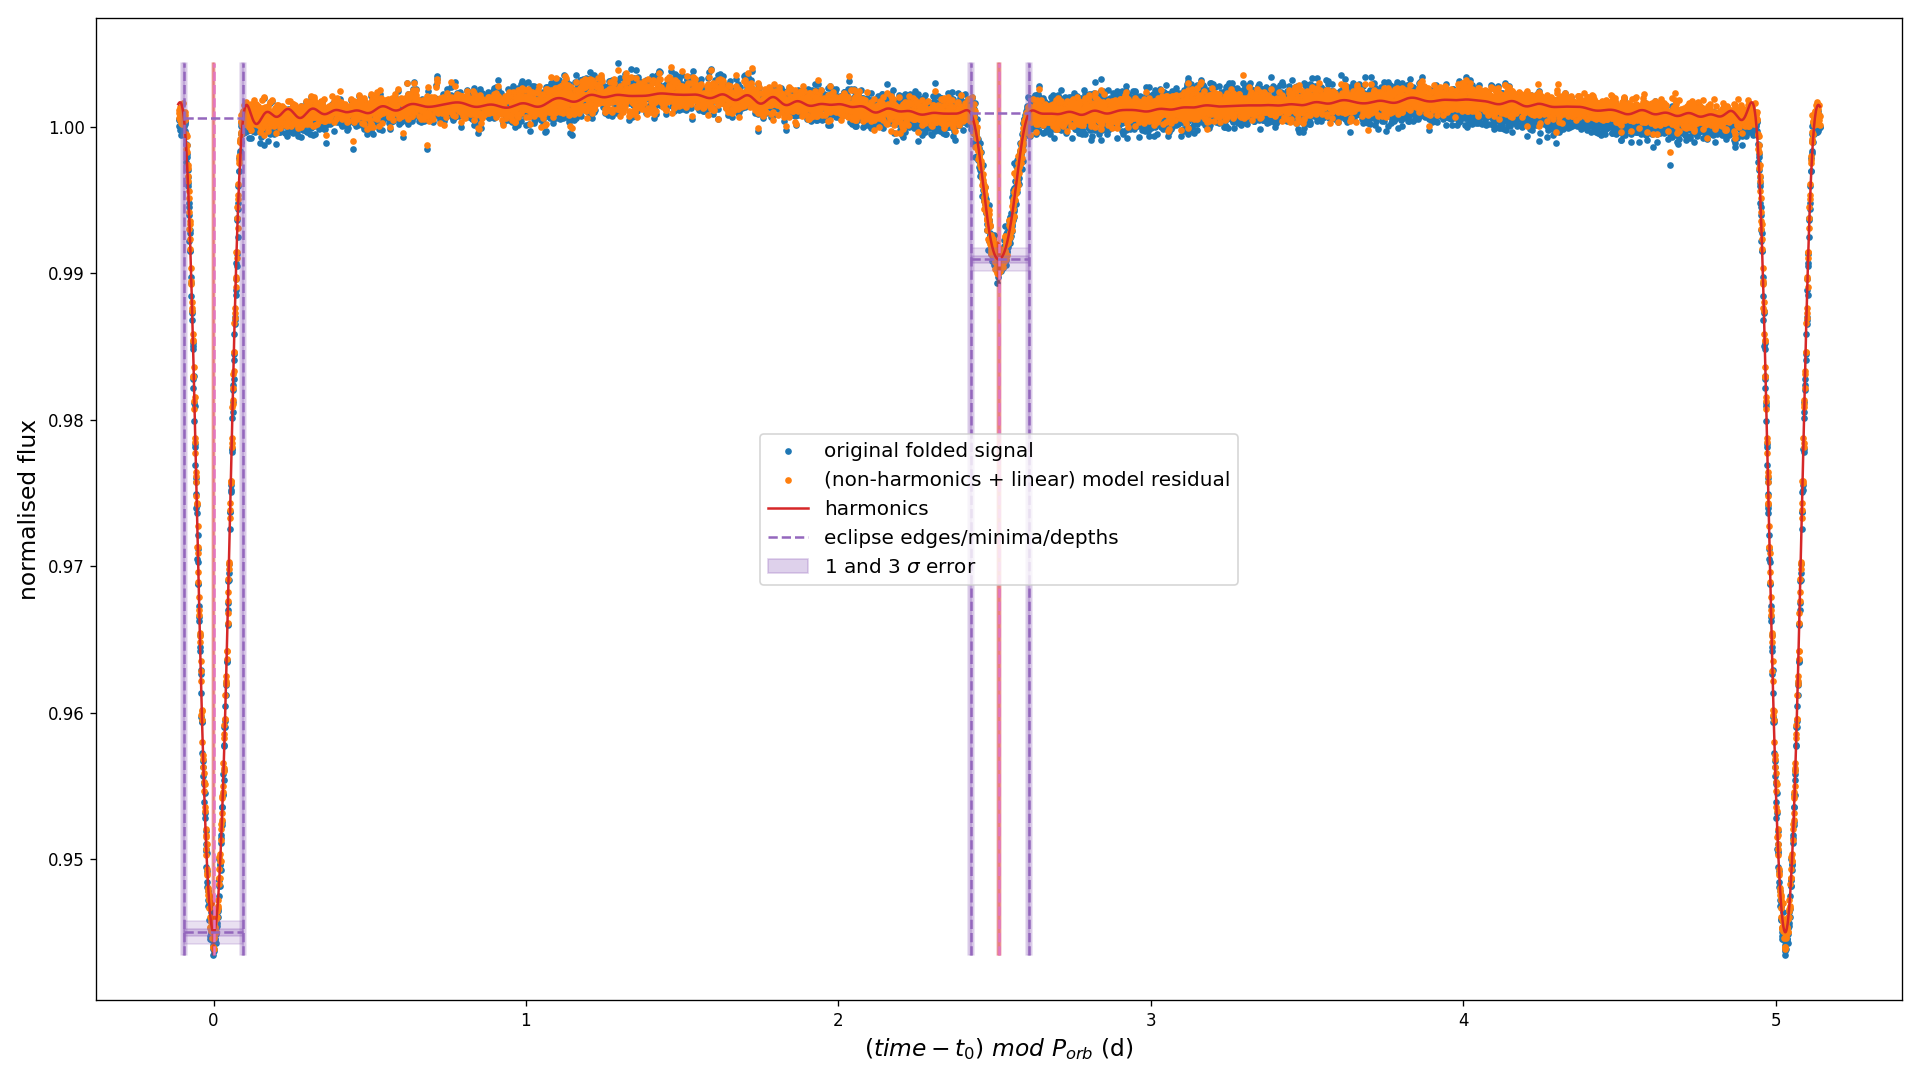 normalised flux
1.00
0.99
0.98
0.97
0.96
0.95
original folded signal
(non-harmonics + linear) model residual
harmonics
eclipse edges/minima/depths
1 and 3 σ error
0 1 2 3 4 5
(time − t₀) mod P_orb (d)